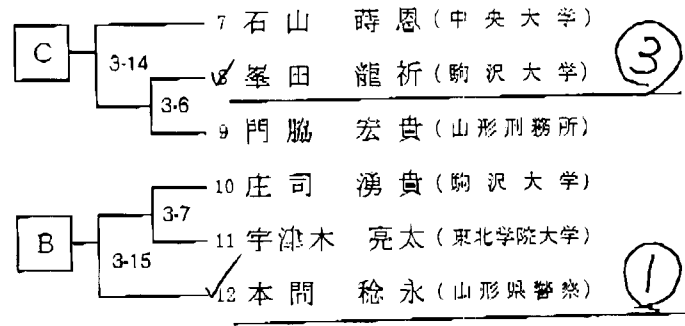 C
3-14
3-6
7 石山 蒔恩（中央大学）
8 峯田 龍祈（駒沢大学）
③
9 門脇 宏貴（山形刑務所）
B
3-7
3-15
10 庄司 湧貴（駒沢大学）
11 宇津木 亮太（東北学院大学）
12 本間 稔永（山形県警察）
①